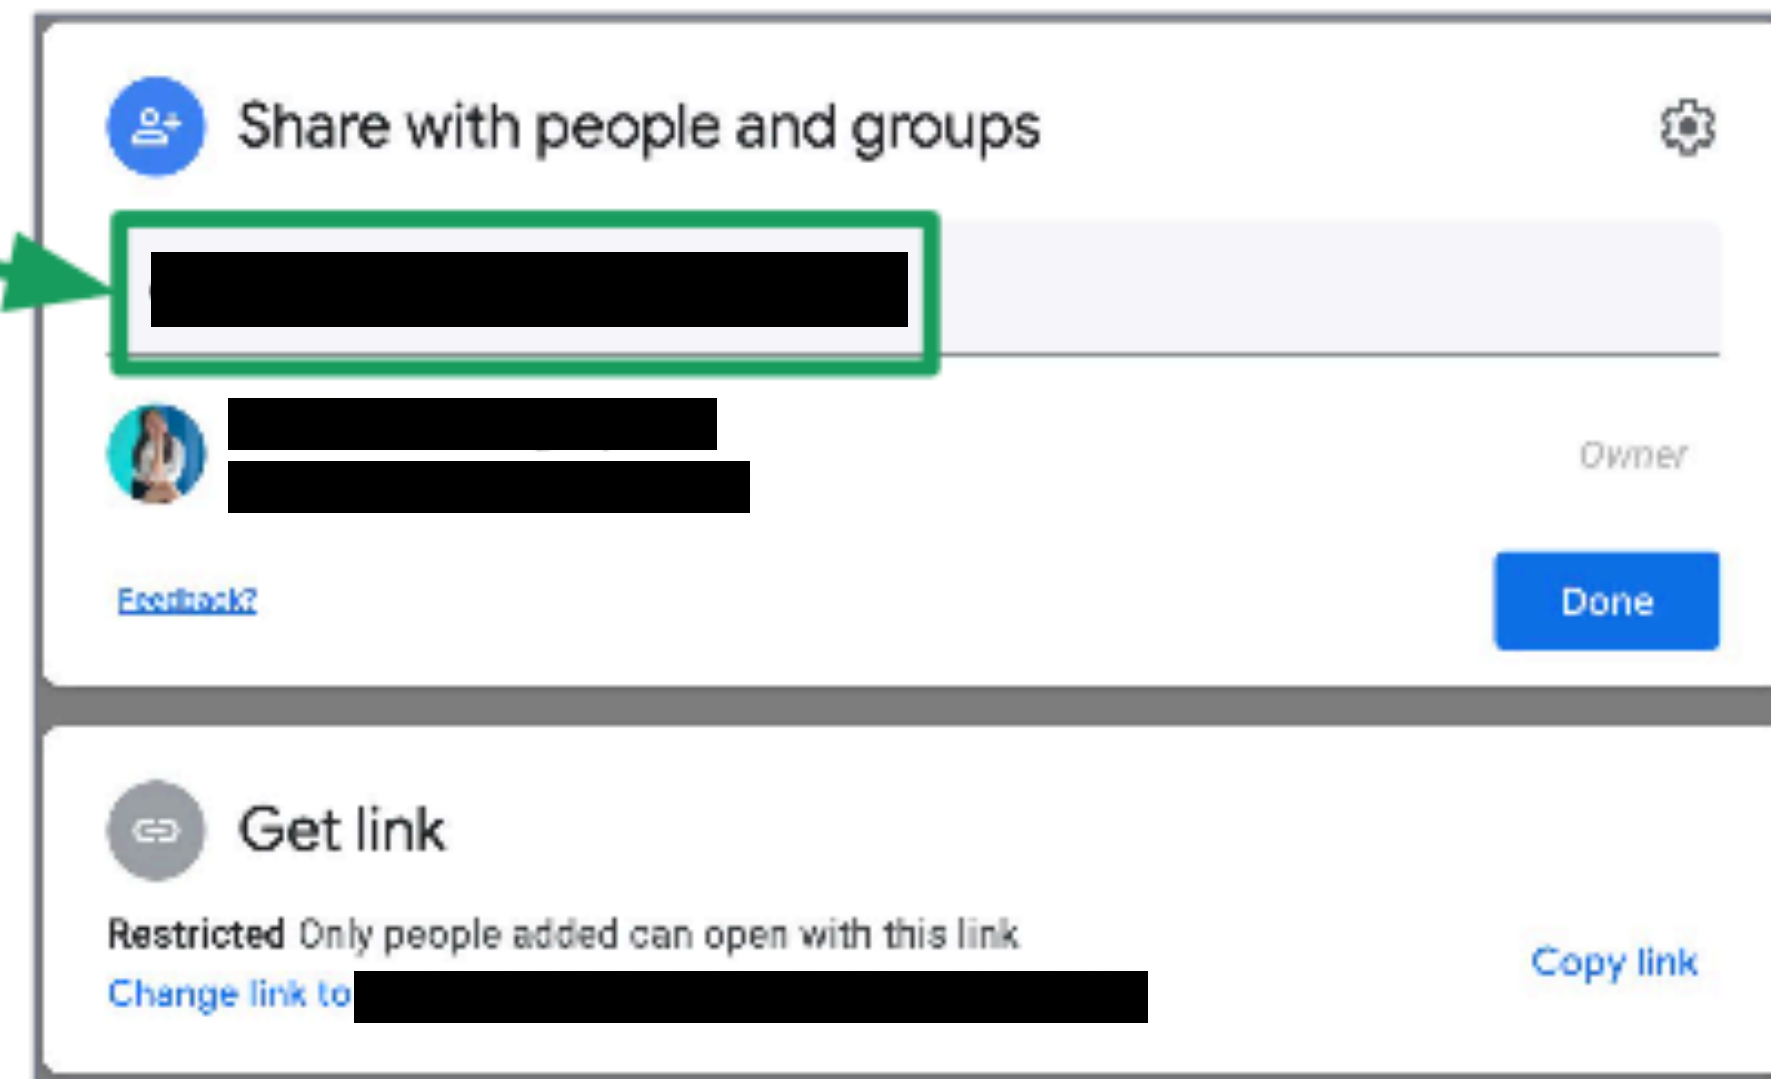 Share with people and groups
Owner
Feedback?
Done
Get link
Restricted Only people added can open with this link
Change link to
Copy link